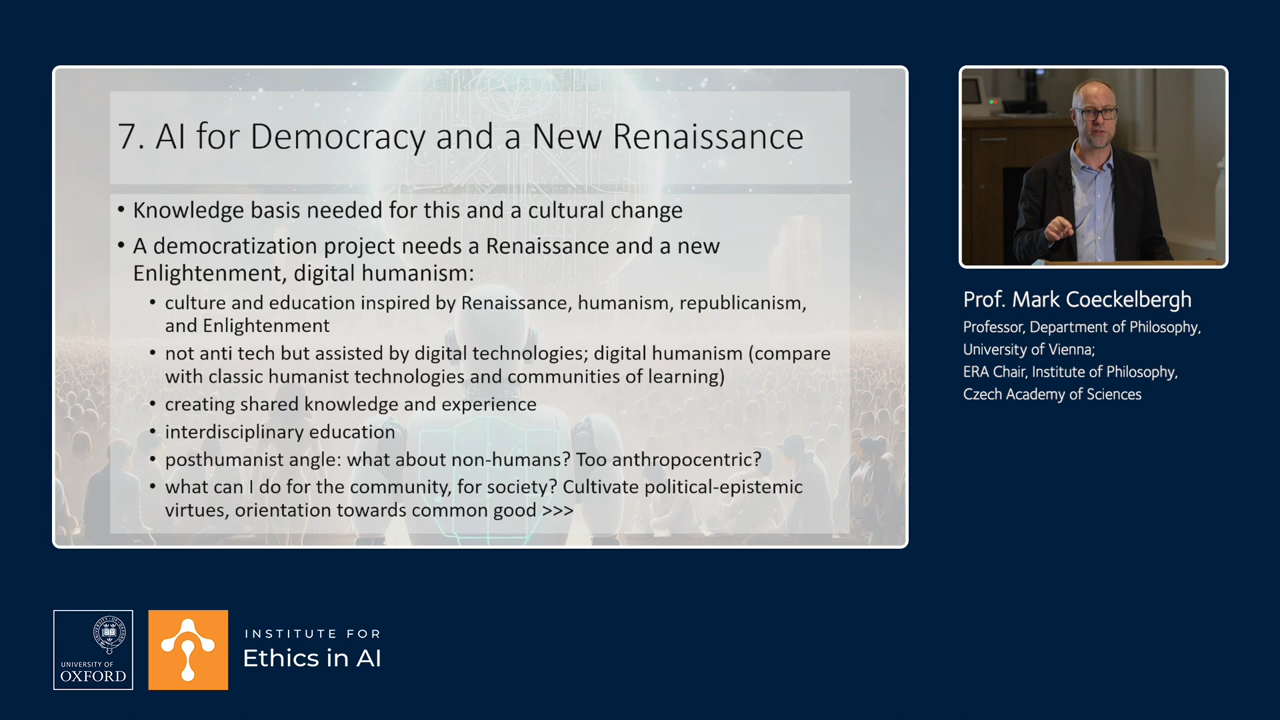 7. AI for Democracy and a New Renaissance
• Knowledge basis needed for this and a cultural change
• A democratization project needs a Renaissance and a new
Enlightenment, digital humanism:
• culture and education inspired by Renaissance, humanism, republicanism,
and Enlightenment
• not anti tech but assisted by digital technologies; digital humanism (compare
with classic humanist technologies and communities of learning)
• creating shared knowledge and experience
• interdisciplinary education
• posthumanist angle: what about non-humans? Too anthropocentric?
• what can I do for the community, for society? Cultivate political-epistemic
virtues, orientation towards common good >>>
Prof. Mark Coeckelbergh
Professor, Department of Philosophy,
University of Vienna;
ERA Chair, Institute of Philosophy,
Czech Academy of Sciences
UNIVERSITY OF
OXFORD
INSTITUTE FOR
Ethics in AI